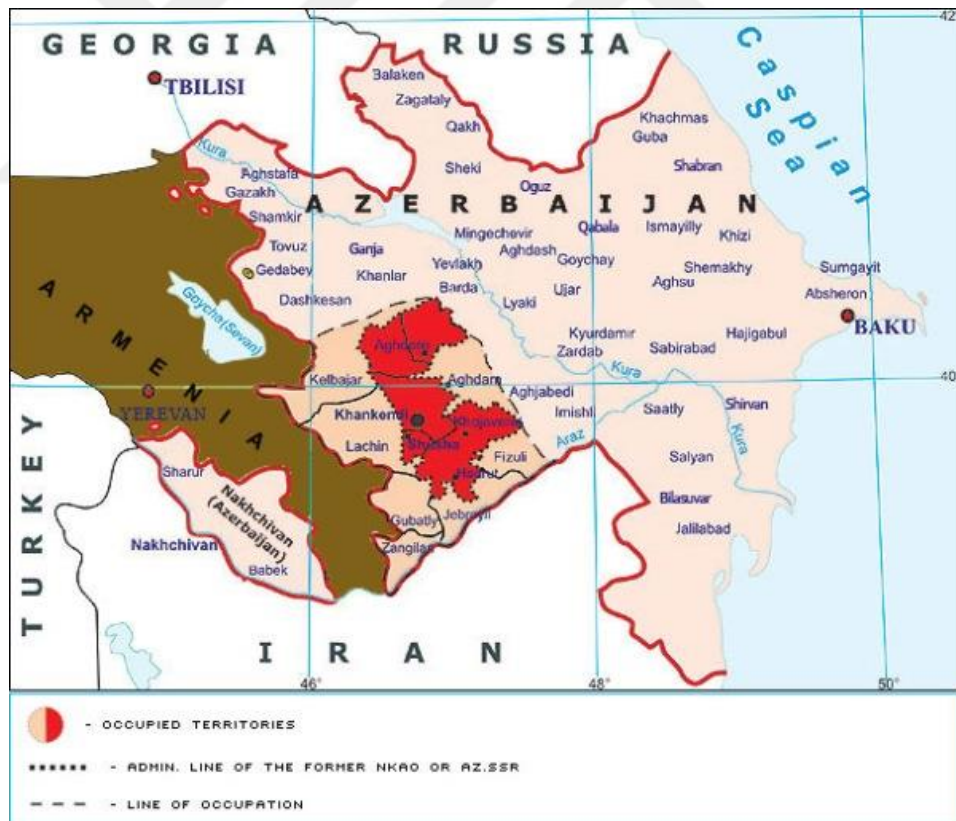 42°
GEORGIA
RUSSIA
Caspian
Sea
TBILISI
Balaken
Zagataly
Qakh
Khachmas
Guba
Kura
Sheki
Shabran
Aghstafa
Oguz
Gazakh
AZERBAIJAN
Shamkir
Mingechevir
Qabala
Ismayilly
Khizi
Tovuz
Ganja
Aghdash
Gedabey
Khanlar
Yevlakh
Goychay
Shemakhy
Sumgayit
Barda
Ujar
Aghsu
Absheron
Dashkesan
Lyaki
Goycha(Sevan)
BAKU
ARMENIA
Kyurdamir
Hajigabul
Zardab
Sabirabad
Kura
Kelbajar
Aghdam
40°
YEREVAN
Aghjabedi
Khankendi
Khojavend
Imishli
Saatly
Shirvan
Shusha
Araz
Kura
Lachin
Fizuli
Salyan
Sharur
Hadrut
Nakhchivan
(Azerbaijan)
Bilasuvar
Gubatly
Jebrayil
Jalilabad
Nakhchivan
Zangilan
Babek
TURKEY
IRAN
46°
48°
50°
- OCCUPIED TERRITORIES
- ADMIN. LINE OF THE FORMER NKAO OR AZ.SSR
- LINE OF OCCUPATION